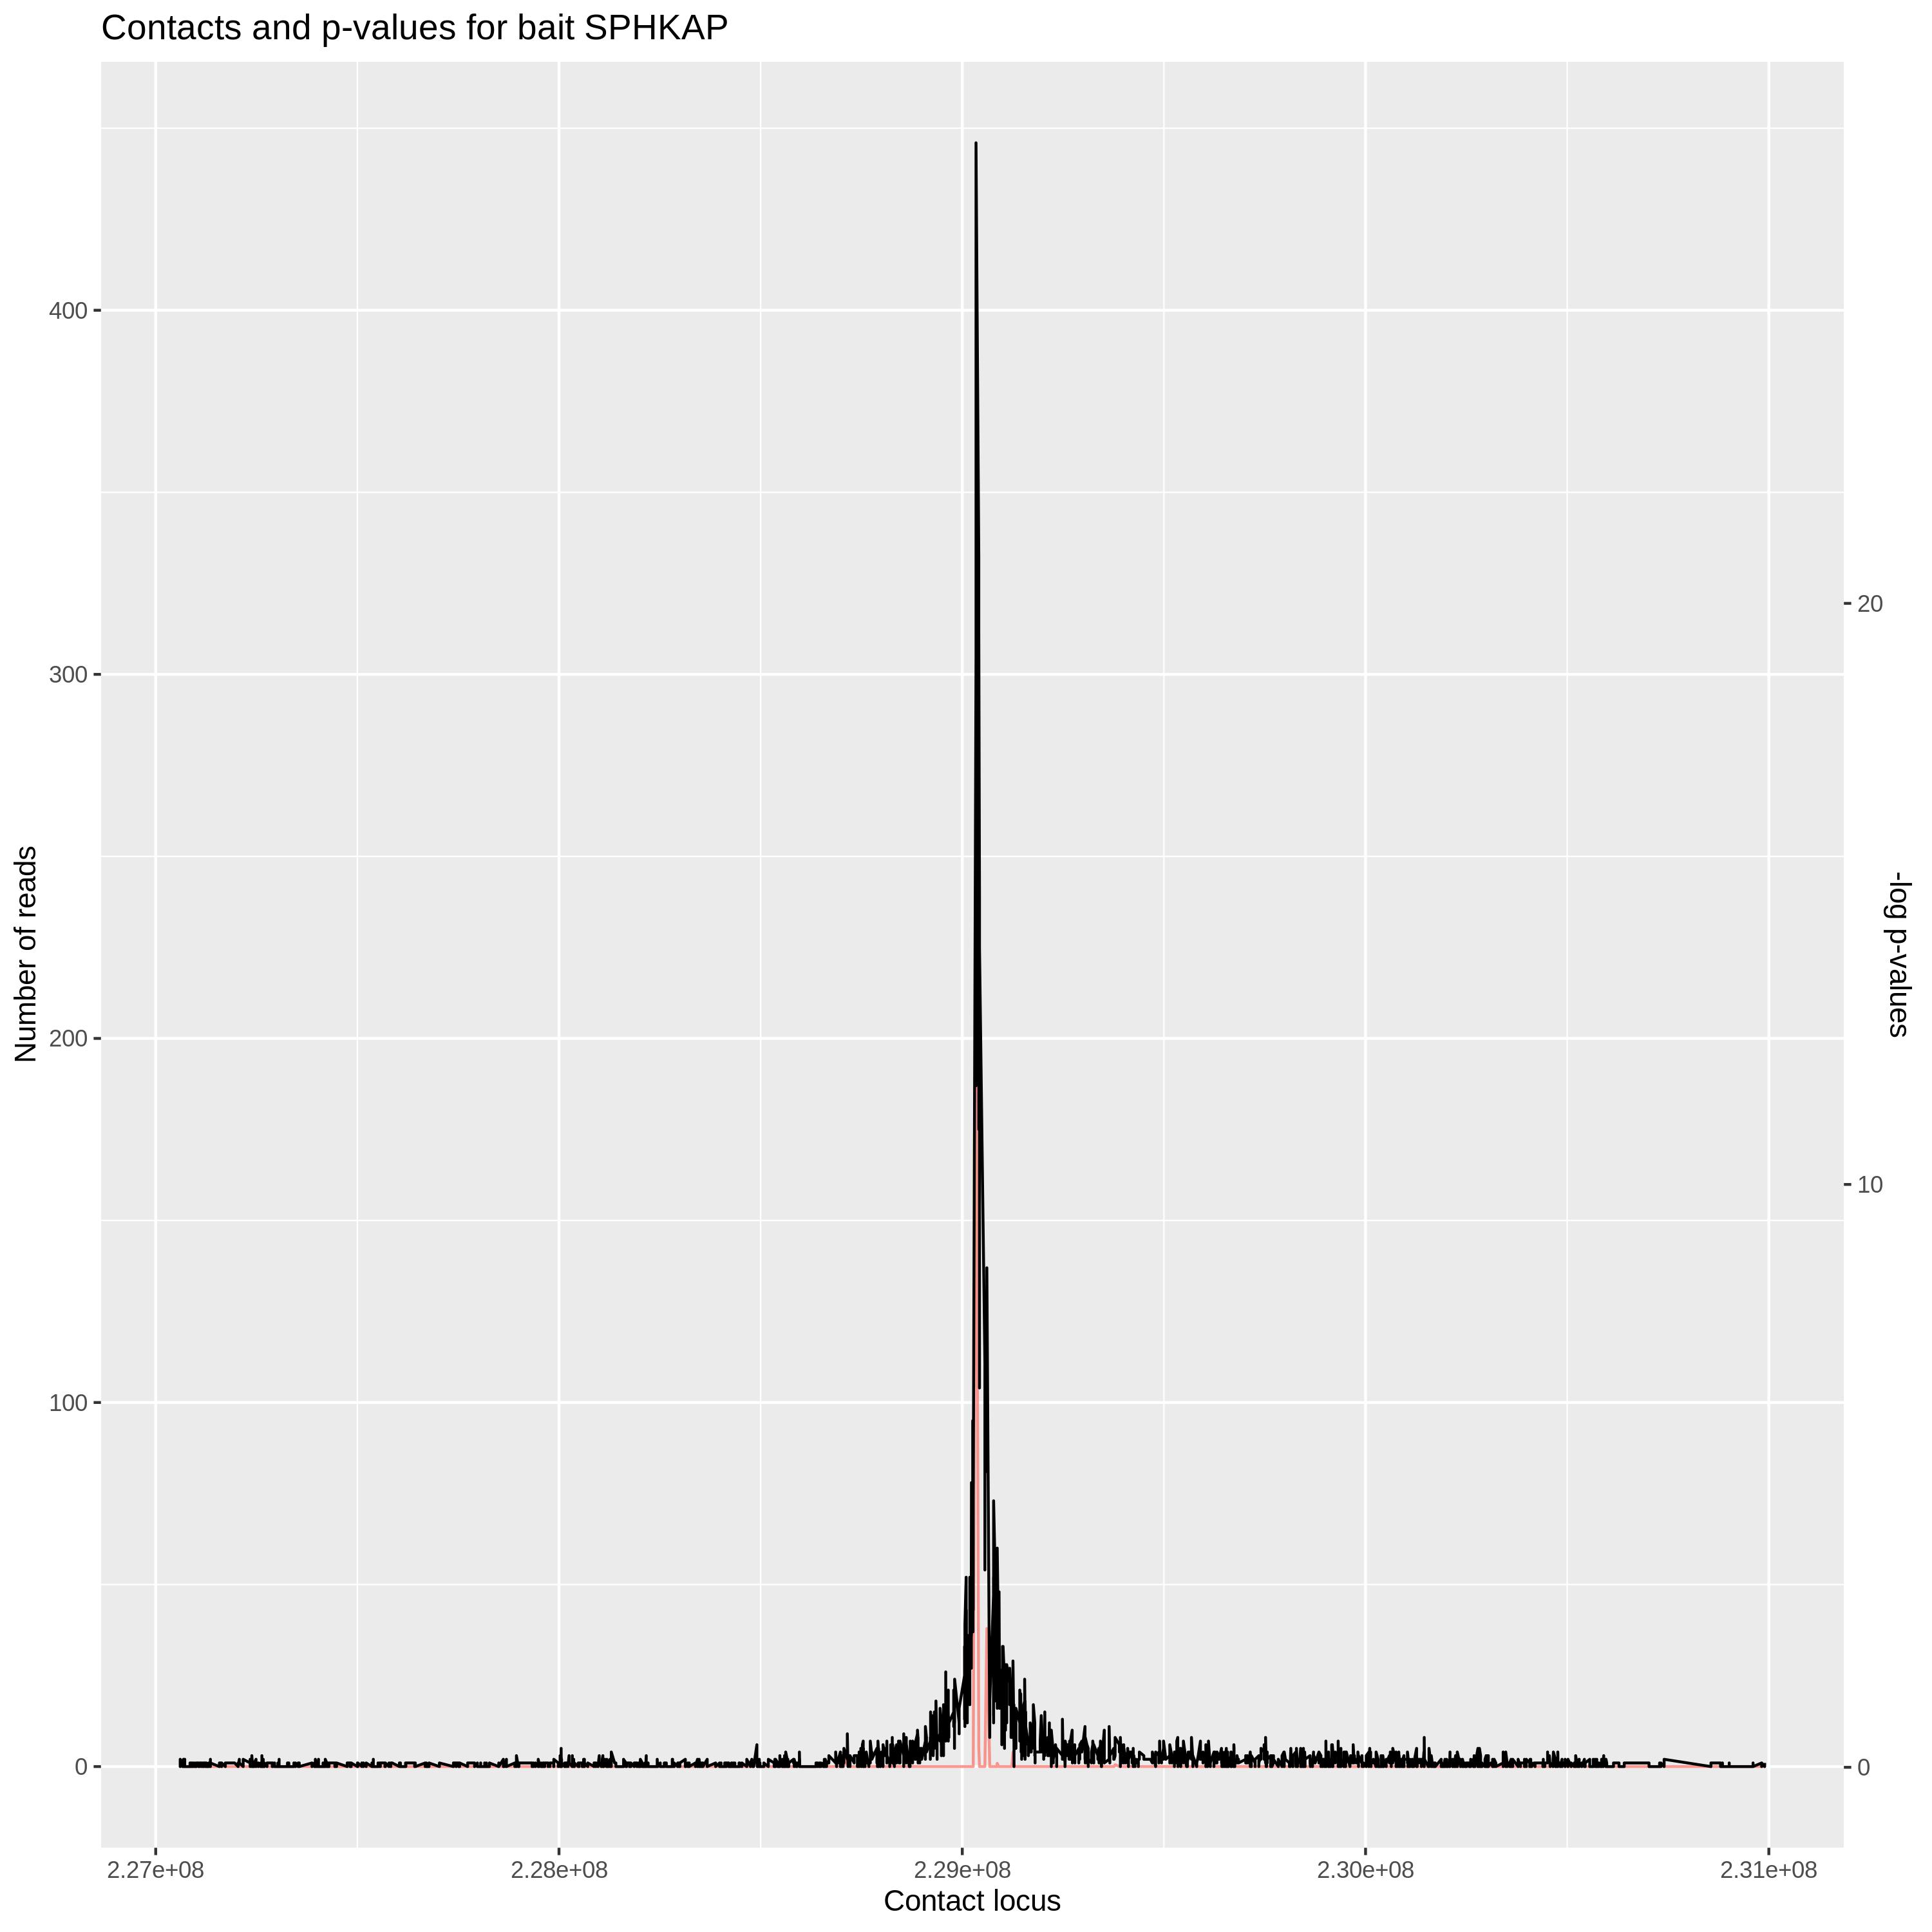 Contacts and p-values for bait SPHKAP
400
300
200
100
0
Number of reads
20
10
0
-log p-values
2.27e+08
2.28e+08
2.29e+08
2.30e+08
2.31e+08
Contact locus